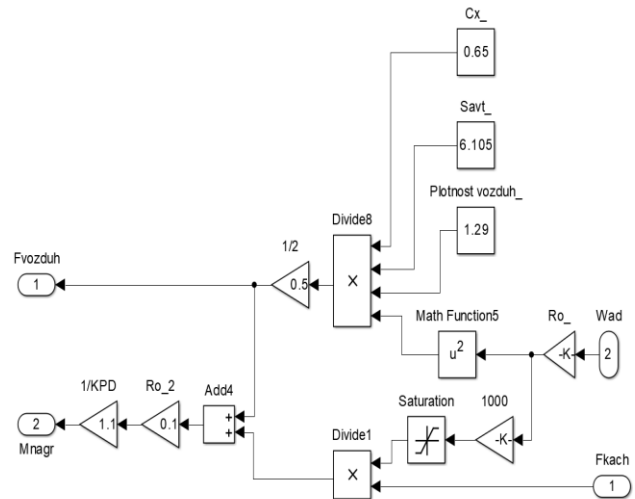 Cx_
0.65
Savt_
6.105
Plotnost vozduh_
1.29
Divide8
X
1/2
0.5
Fvozduh
1
Math Function5
u²
Ro_
-K-
Wad
2
1/KPD
1.1
Ro_2
0.1
Add4
+
+
Saturation
1000
-K-
Divide1
X
Mnagr
2
Fkach
1